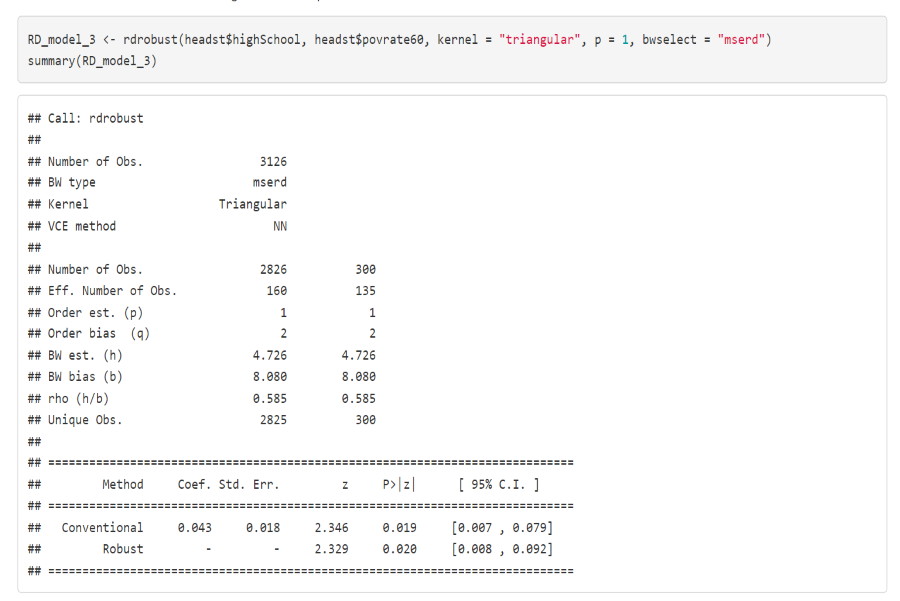 RD_model_3 <- rdrobust(headst$highSchool, headst$povrate60, kernel = "triangular", p = 1, bwselect = "mserd")
summary(RD_model_3)
## Call: rdrobust
##
## Number of Obs. 3126
## BW type mserd
## Kernel Triangular
## VCE method NN
##
## Number of Obs. 2826 300
## Eff. Number of Obs. 160 135
## Order est. (p) 1 1
## Order bias (q) 2 2
## BW est. (h) 4.726 4.726
## BW bias (b) 8.080 8.080
## rho (h/b) 0.585 0.585
## Unique Obs. 2825 300
##
## =============================================================================
## Method Coef. Std. Err. z P>|z| [ 95% C.I. ]
## =============================================================================
## Conventional 0.043 0.018 2.346 0.019 [0.007 , 0.079]
## Robust - - 2.329 0.020 [0.008 , 0.092]
## =============================================================================